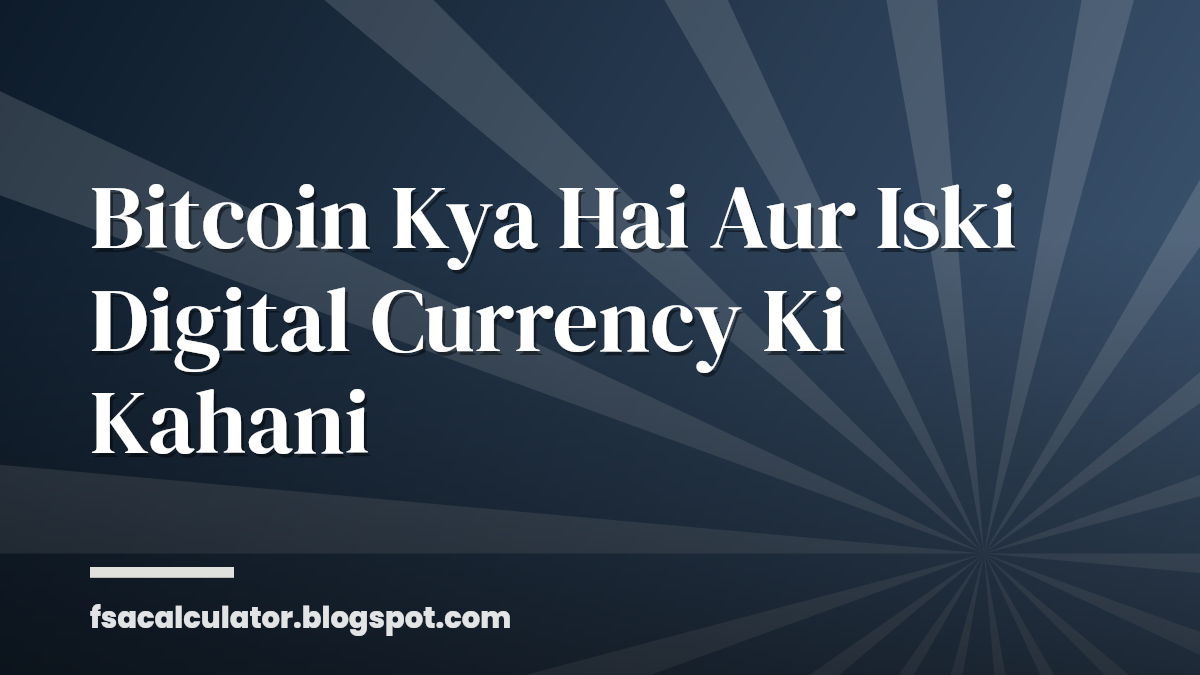 Bitcoin Kya Hai Aur Iski
Digital Currency Ki
Kahani
fsacalculator.blogspot.com